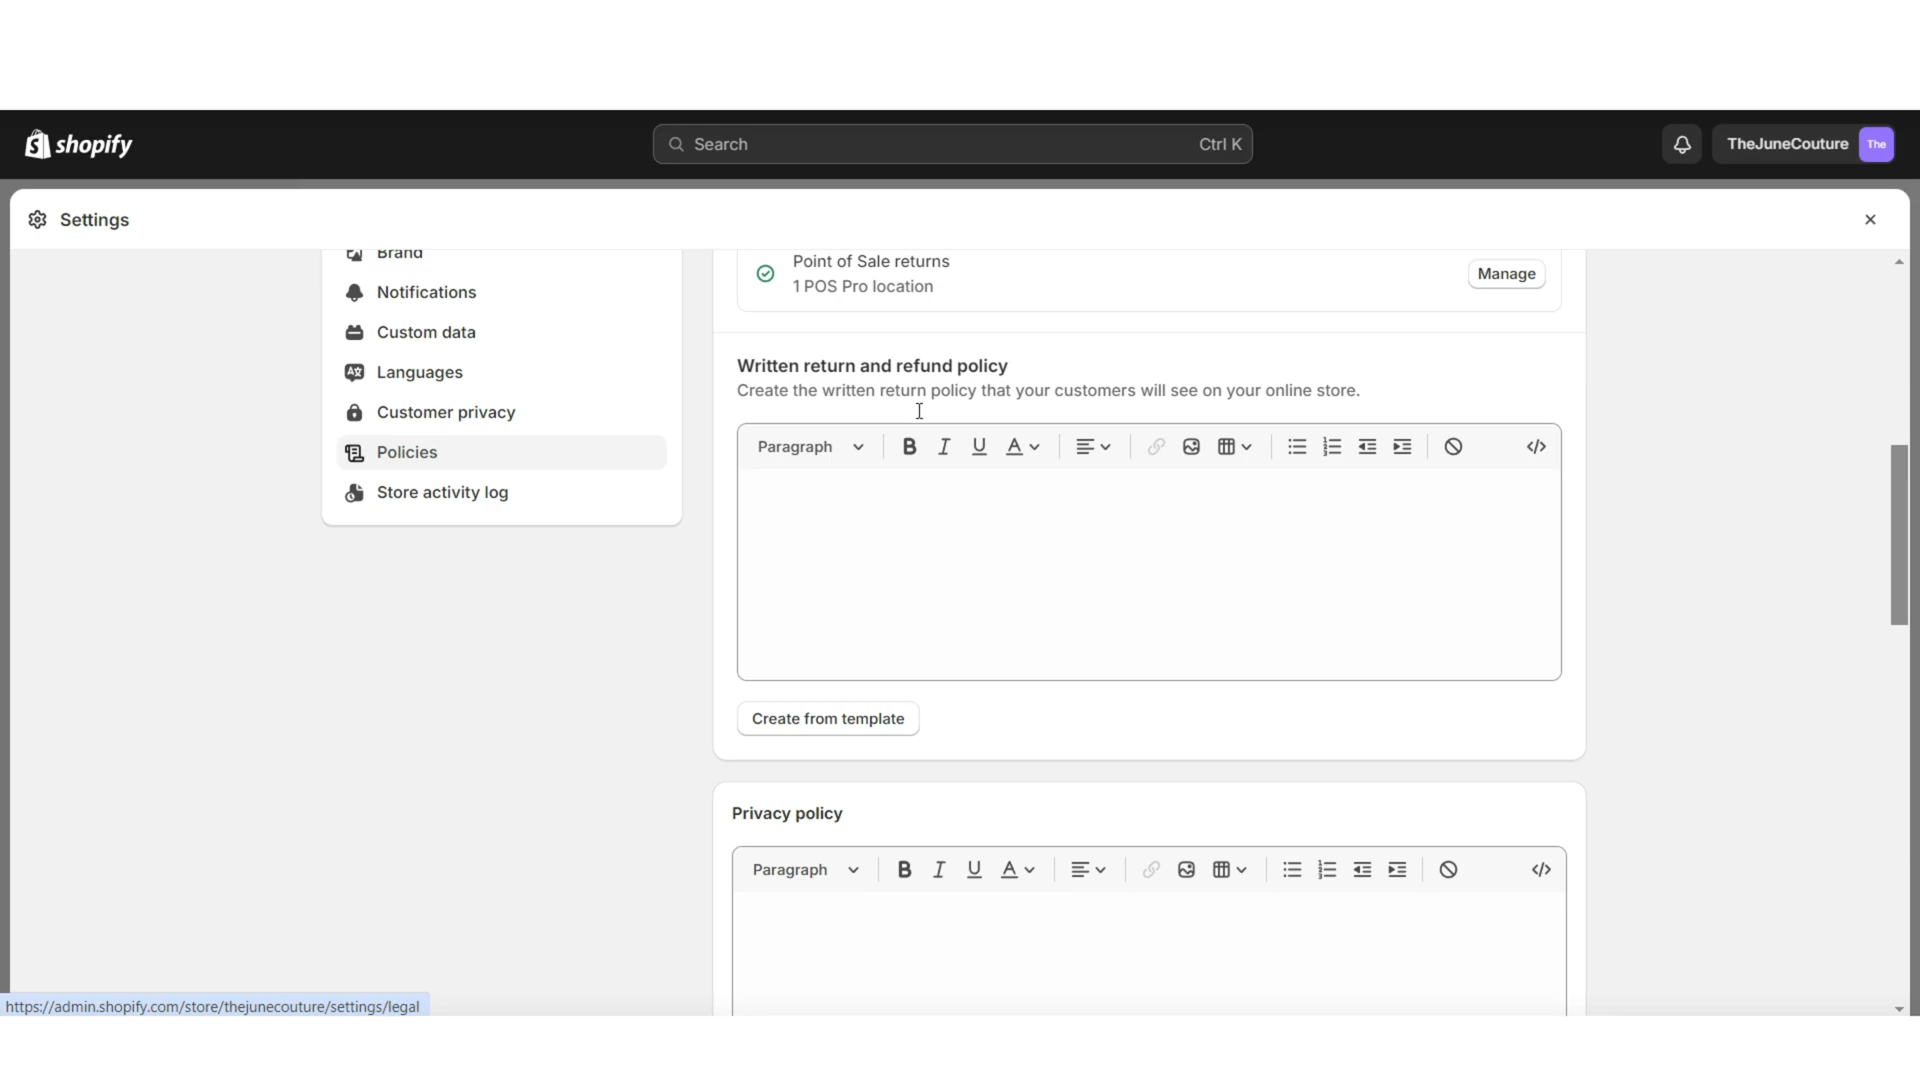 shopify
Search Ctrl K
TheJuneCouture The
Settings
Brand
Notifications
Custom data
Languages
Customer privacy
Policies
Store activity log
Point of Sale returns
1 POS Pro location
Manage
Written return and refund policy
Create the written return policy that your customers will see on your online store.
Paragraph B I U A </>
Create from template
Privacy policy
Paragraph B I U A </>
https://admin.shopify.com/store/thejunecouture/settings/legal